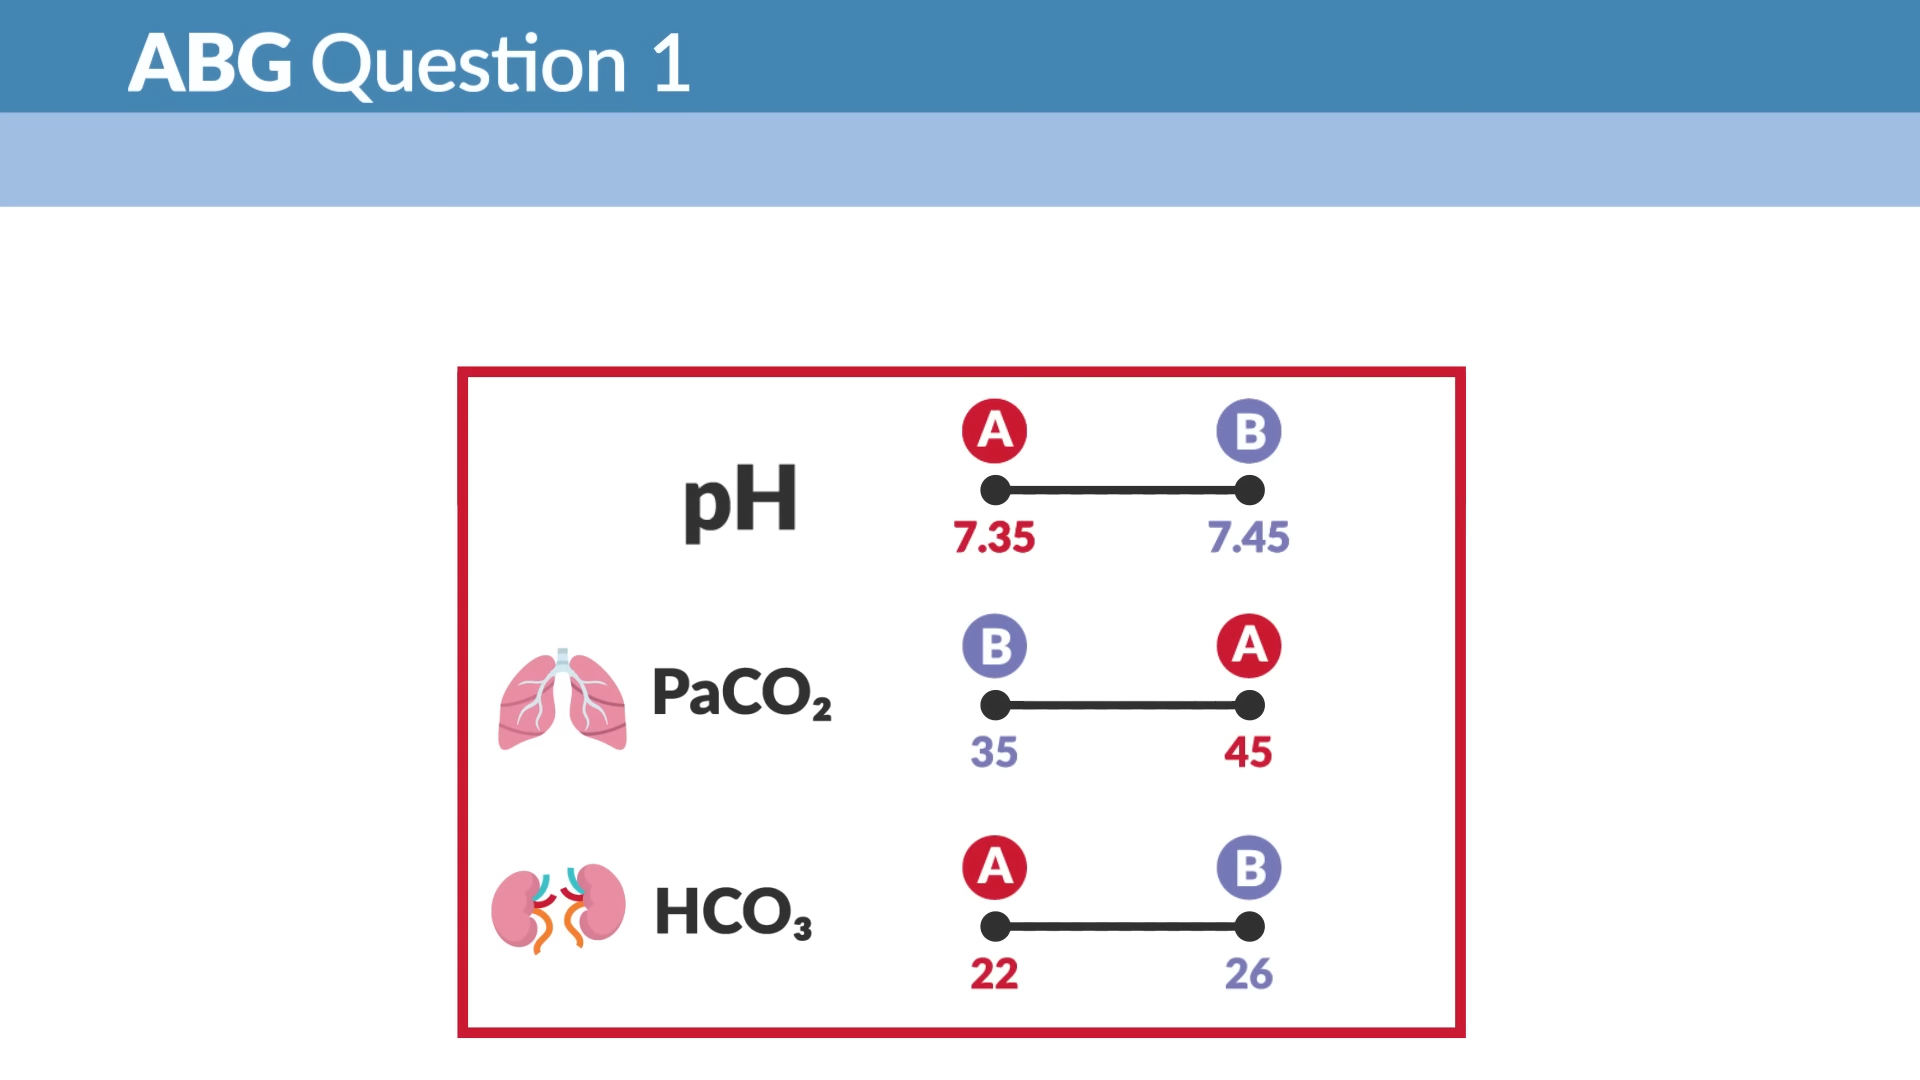 ABG Question 1
A B
pH
7.35 7.45
B A
PaCO₂
35 45
A B
HCO₃
22 26